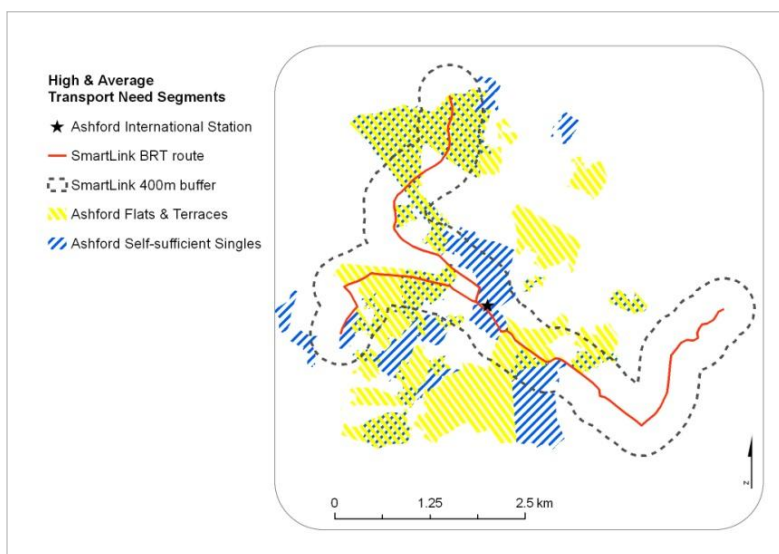 High & Average
Transport Need Segments
Ashford International Station
SmartLink BRT route
SmartLink 400m buffer
Ashford Flats & Terraces
Ashford Self-sufficient Singles
0 1.25 2.5 km
z